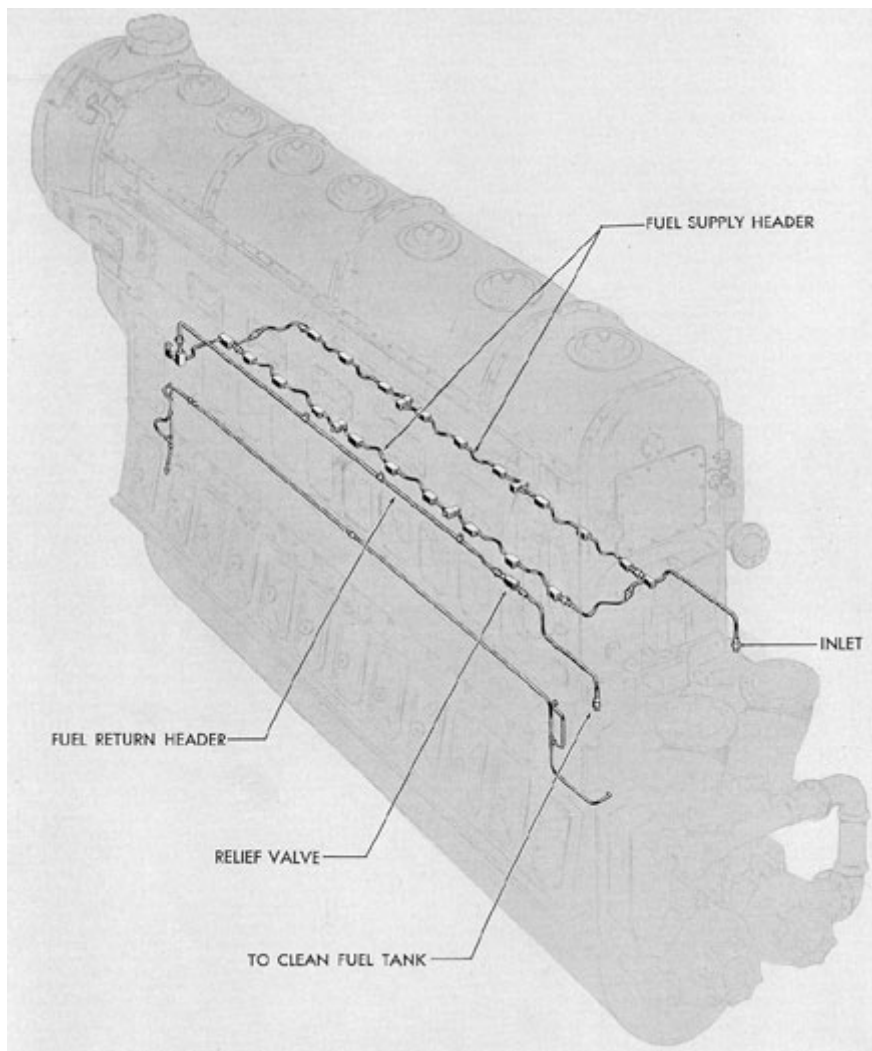 FUEL SUPPLY HEADER
INLET
FUEL RETURN HEADER
RELIEF VALVE
TO CLEAN FUEL TANK